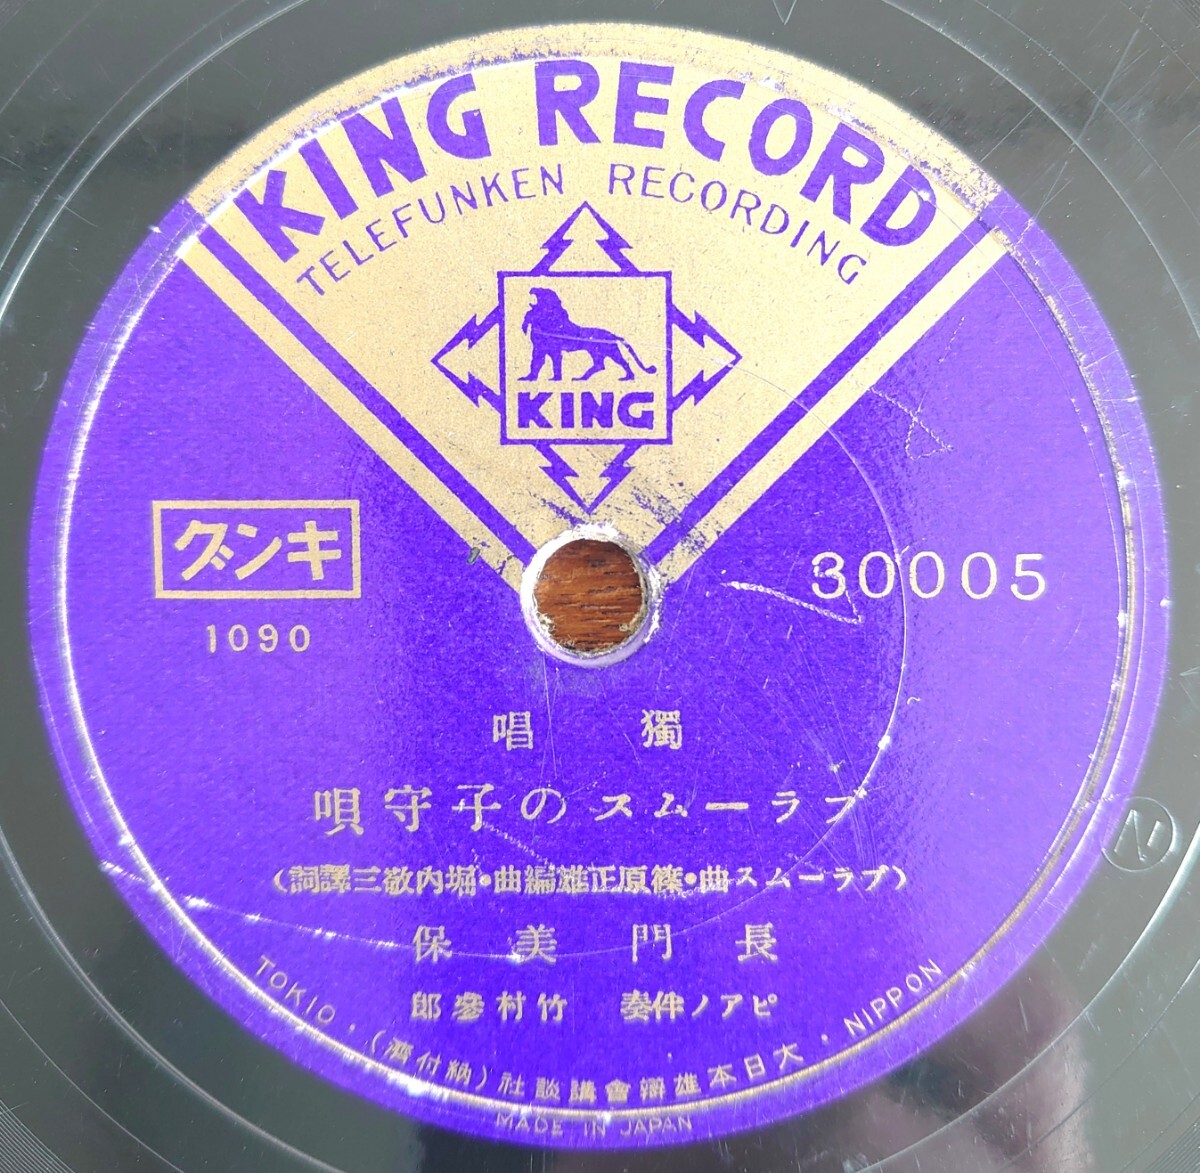 KING RECORD
TELEFUNKEN RECORDING
KING
キング
1090
30005
獨唱
ブラームスの子守唄
(ブラームス曲・篠原正雄編曲・堀内敬三譯詞)
長門美保
ピアノ伴奏 竹村參郎
TOKIO・大日本雄辯會講談社(納付濟)・NIPPON
MADE IN JAPAN
N